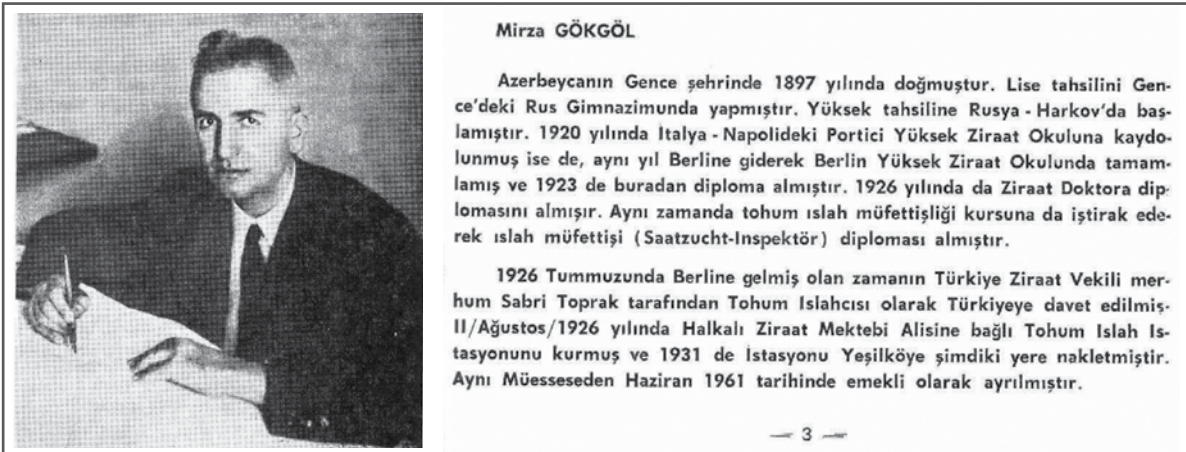 Mirza GÖKGÖL
Azerbeycanın Gence şehrinde 1897 yılında doğmuştur. Lise tahsilini Gen-
ce'deki Rus Gimnazimunda yapmıştır. Yüksek tahsiline Rusya - Harkov'da baş-
lamıştır. 1920 yılında İtalya - Napolideki Portici Yüksek Ziraat Okuluna kaydo-
lunmuş ise de, aynı yıl Berline giderek Berlin Yüksek Ziraat Okulunda tamam-
lamış ve 1923 de buradan diploma almıştır. 1926 yılında da Ziraat Doktora dip-
lomasını almışır. Aynı zamanda tohum ıslah müfettişliği kursuna da iştirak ede-
rek ıslah müfettişi (Saatzucht-Inspektör) diploması almıştır.
1926 Tummuzunda Berline gelmiş olan zamanın Türkiye Ziraat Vekili mer-
hum Sabri Toprak tarafından Tohum Islahcısı olarak Türkiyeye davet edilmiş-
II/Ağustos/1926 yılında Halkalı Ziraat Mektebi Alisine bağlı Tohum Islah Is-
tasyonunu kurmuş ve 1931 de İstasyonu Yeşilköye şimdiki yere nakletmiştir.
Aynı Müesseseden Haziran 1961 tarihinde emekli olarak ayrılmıştır.
— 3 —